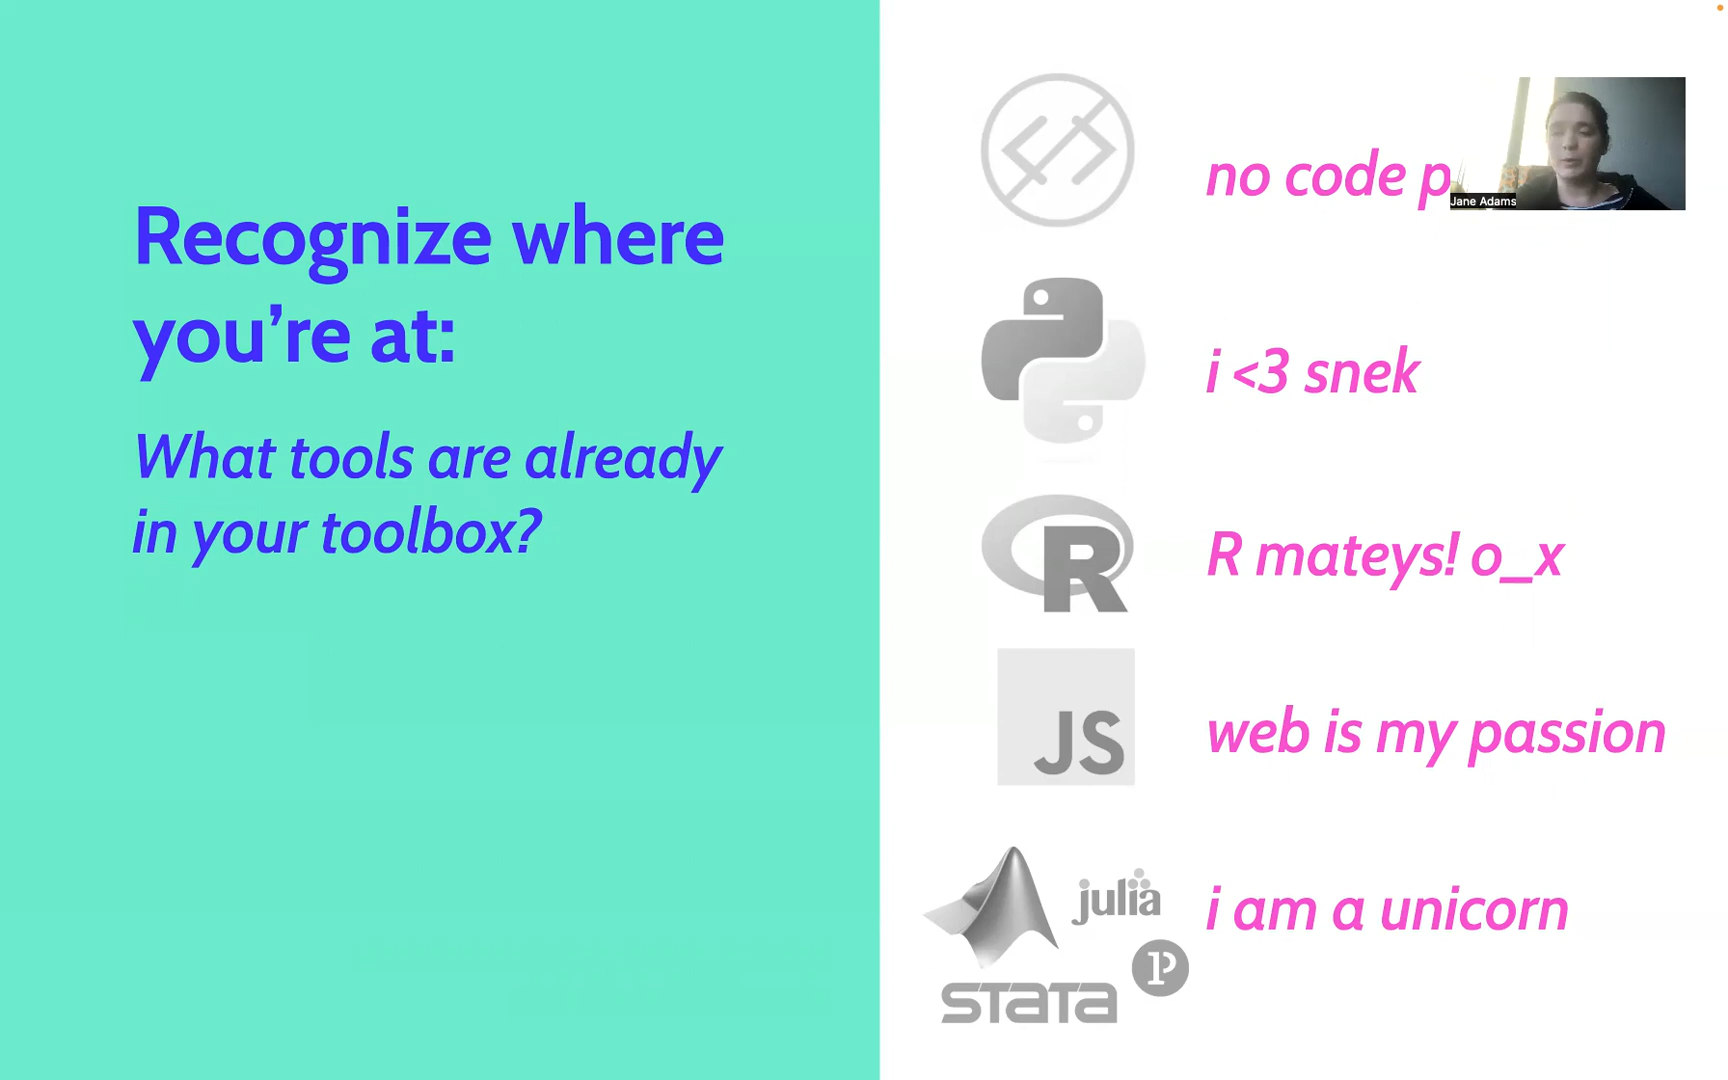 Recognize where
you're at:
What tools are already
in your toolbox?
no code p
Jane Adams
i <3 snek
R
R mateys! o_x
JS
web is my passion
julia
i am a unicorn
P
STATA